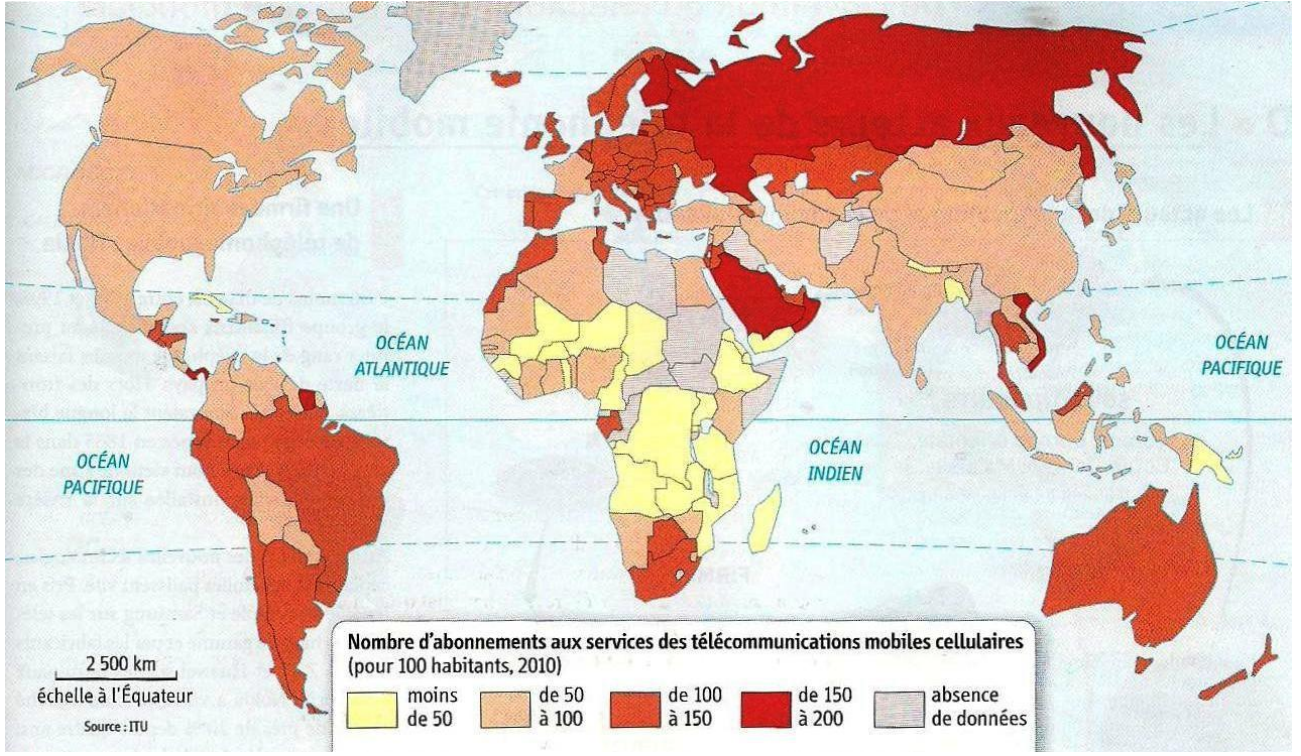 OCÉAN
ATLANTIQUE
OCÉAN
PACIFIQUE
OCÉAN
PACIFIQUE
OCÉAN
INDIEN
2 500 km
échelle à l'Équateur
Source : ITU
Nombre d'abonnements aux services des télécommunications mobiles cellulaires
(pour 100 habitants, 2010)
moins
de 50
de 50
à 100
de 100
à 150
de 150
à 200
absence
de données